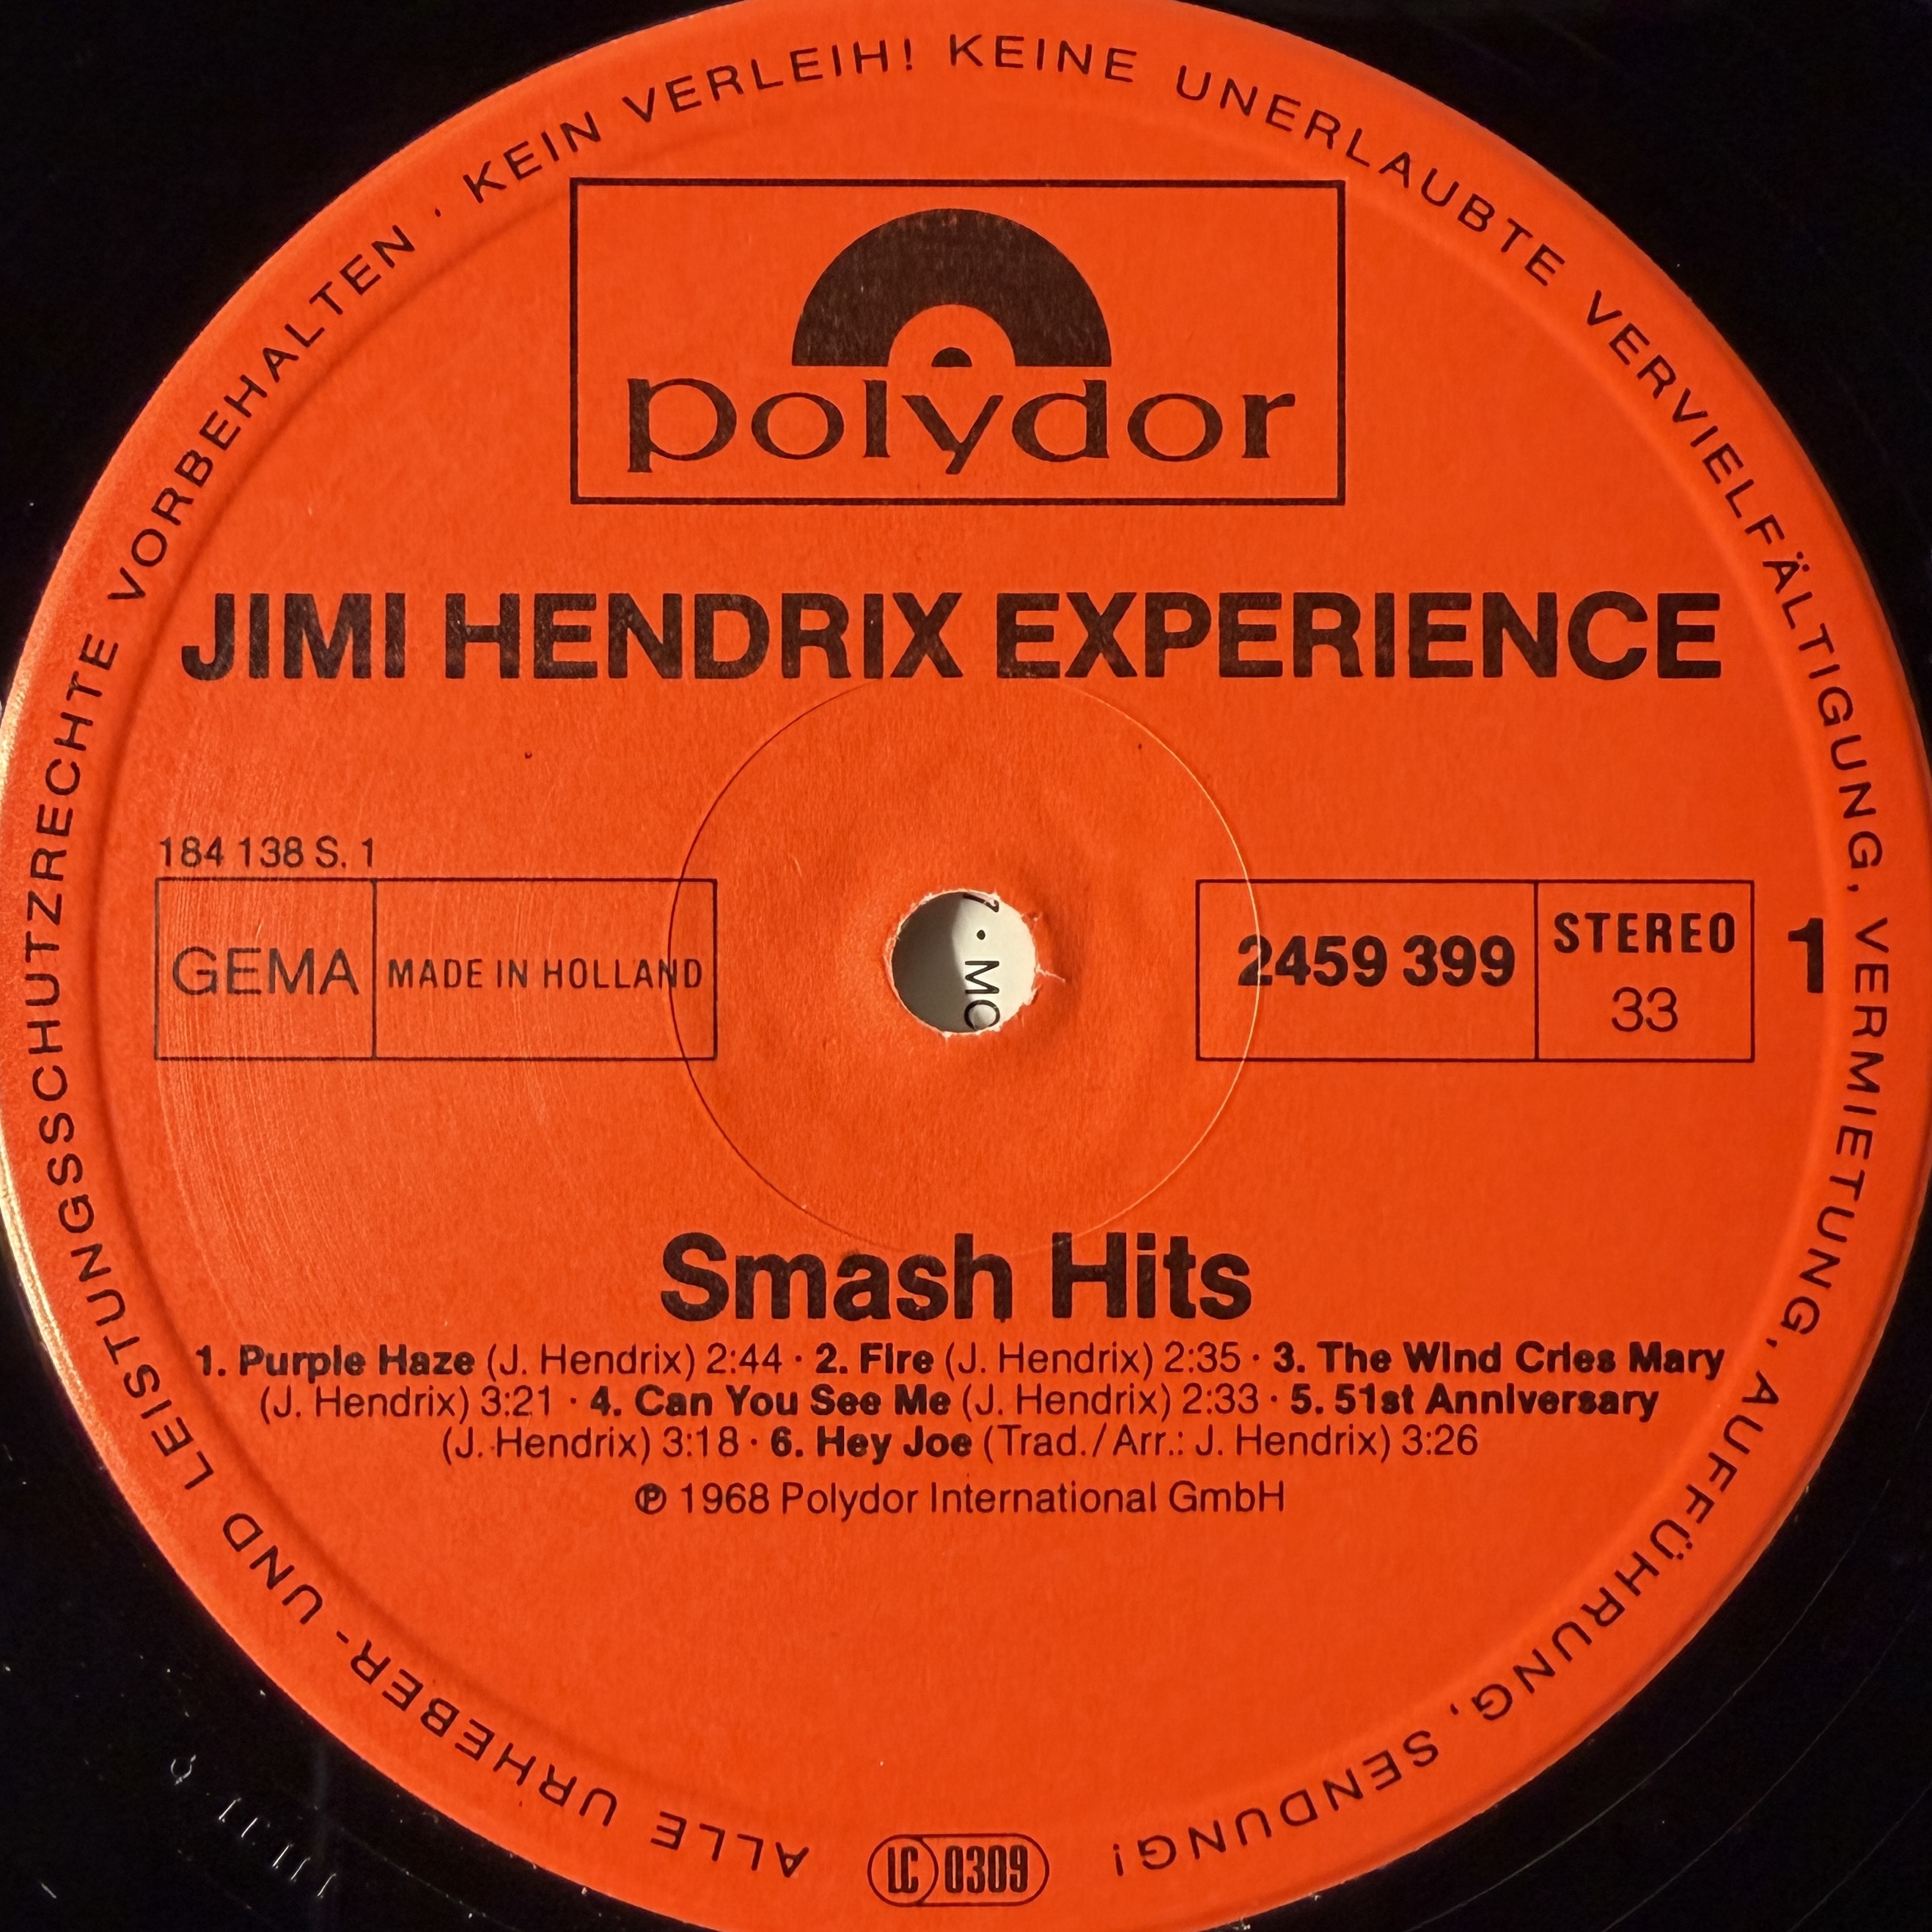 ALLE URHEBER- UND LEISTUNGSSCHUTZRECHTE VORBEHALTEN · KEIN VERLEIH! KEINE UNERLAUBTE VERVIELFÄLTIGUNG, VERMIETUNG, AUFFÜHRUNG, SENDUNG!
polydor
JIMI HENDRIX EXPERIENCE
184 138 S. 1
GEMA
MADE IN HOLLAND
2459 399
STEREO
33
1
Smash Hits
1. Purple Haze (J. Hendrix) 2:44 · 2. Fire (J. Hendrix) 2:35 · 3. The Wind Cries Mary
(J. Hendrix) 3:21 · 4. Can You See Me (J. Hendrix) 2:33 · 5. 51st Anniversary
(J. Hendrix) 3:18 · 6. Hey Joe (Trad./Arr.: J. Hendrix) 3:26
℗ 1968 Polydor International GmbH
LC 0309